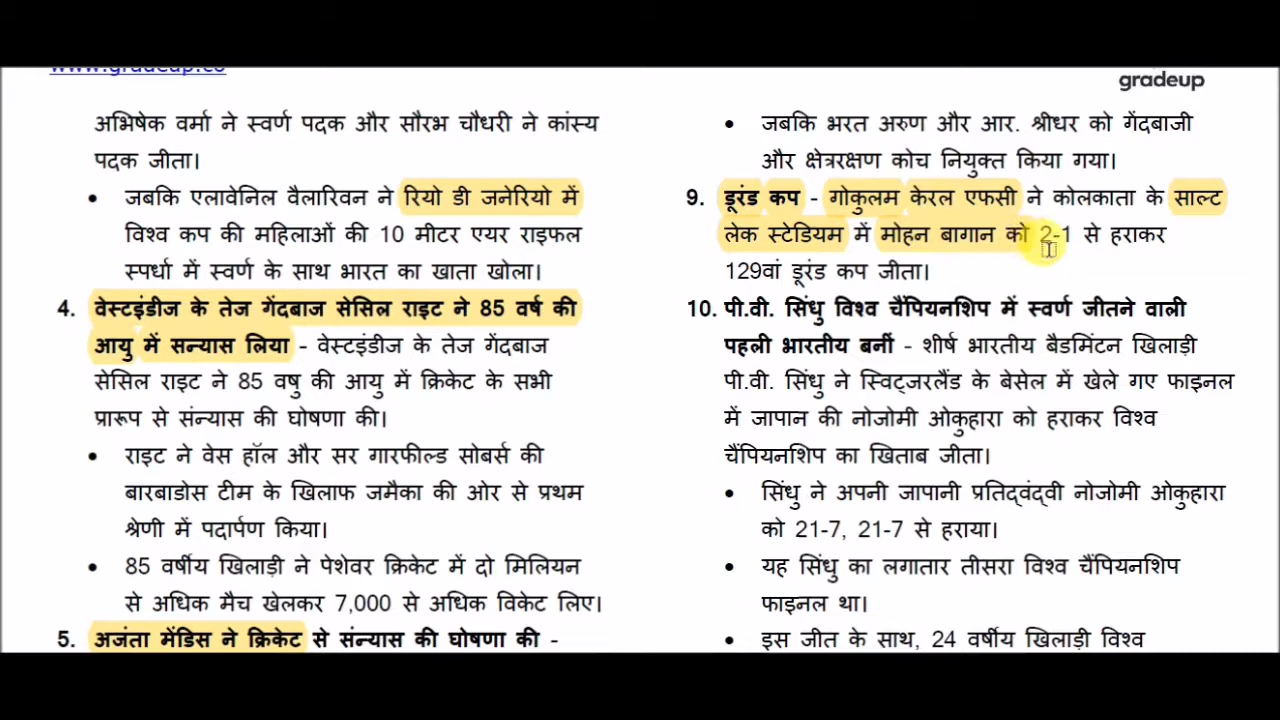 www.gradeup.co
gradeup
अभिषेक वर्मा ने स्वर्ण पदक और सौरभ चौधरी ने कांस्य
पदक जीता।
• जबकि एलावेनिल वैलारिवन ने रियो डी जनेरियो में
विश्व कप की महिलाओं की 10 मीटर एयर राइफल
स्पर्धा में स्वर्ण के साथ भारत का खाता खोला।
4. वेस्टइंडीज के तेज गेंदबाज सेसिल राइट ने 85 वर्ष की
आयु में सन्यास लिया - वेस्टइंडीज के तेज गेंदबाज
सेसिल राइट ने 85 वषु की आयु में क्रिकेट के सभी
प्रारूप से संन्यास की घोषणा की।
• राइट ने वेस हॉल और सर गारफील्ड सोबर्स की
बारबाडोस टीम के खिलाफ जमैका की ओर से प्रथम
श्रेणी में पदार्पण किया।
• 85 वर्षीय खिलाड़ी ने पेशेवर क्रिकेट में दो मिलियन
से अधिक मैच खेलकर 7,000 से अधिक विकेट लिए।
5. अजंता मेंडिस ने क्रिकेट से संन्यास की घोषणा की -
• जबकि भरत अरुण और आर. श्रीधर को गेंदबाजी
और क्षेत्ररक्षण कोच नियुक्त किया गया।
9. डूरंड कप - गोकुलम केरल एफसी ने कोलकाता के साल्ट
लेक स्टेडियम में मोहन बागान को 2-1 से हराकर
129वां डूरंड कप जीता।
10. पी.वी. सिंधु विश्व चैंपियनशिप में स्वर्ण जीतने वाली
पहली भारतीय बनीं - शीर्ष भारतीय बैडमिंटन खिलाड़ी
पी.वी. सिंधु ने स्विट्जरलैंड के बेसेल में खेले गए फाइनल
में जापान की नोजोमी ओकुहारा को हराकर विश्व
चैंपियनशिप का खिताब जीता।
• सिंधु ने अपनी जापानी प्रतिद्वंद्वी नोजोमी ओकुहारा
को 21-7, 21-7 से हराया।
• यह सिंधु का लगातार तीसरा विश्व चैंपियनशिप
फाइनल था।
• इस जीत के साथ, 24 वर्षीय खिलाड़ी विश्व